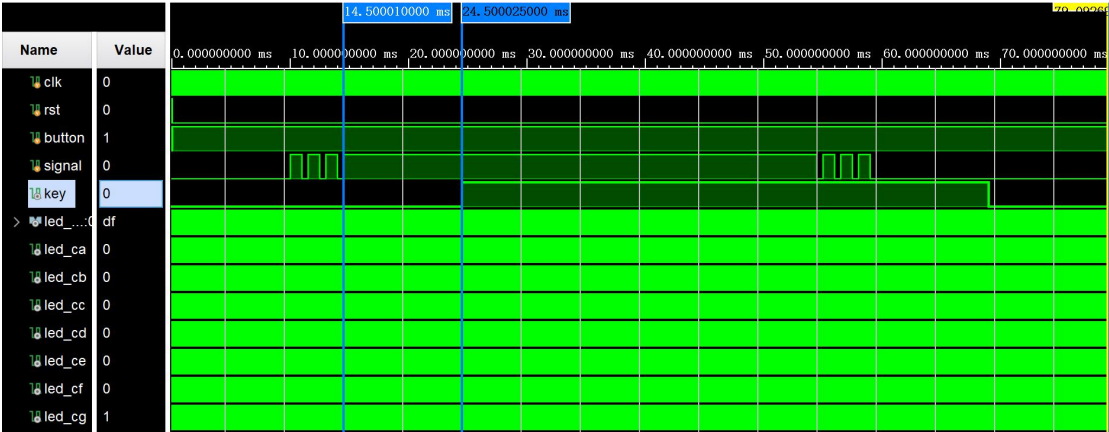 14.500010000 ms 24.500025000 ms
Name Value 0.000000000 ms 10.000000000 ms 20.000000000 ms 30.000000000 ms 40.000000000 ms 50.000000000 ms 60.000000000 ms 70.000000000 ms
clk 0
rst 0
button 1
signal 0
key 0
led_...:0 df
led_ca 0
led_cb 0
led_cc 0
led_cd 0
led_ce 0
led_cf 0
led_cg 1